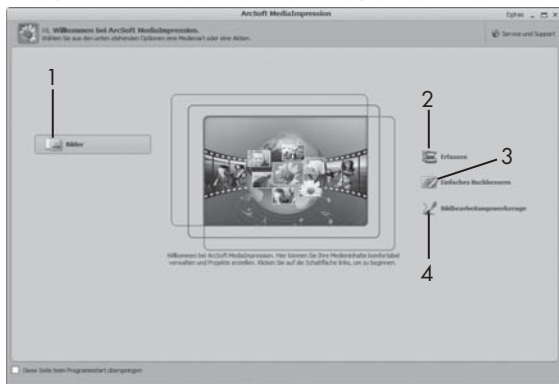 ArcSoft MediaImpression
Hi, Willkommen bei ArcSoft MediaImpression.
Wählen Sie aus den unten stehenden Optionen eine Medienart oder eine Aktion.
Service und Support
1
Bilder
2
Erfassen
3
Einfaches Nachbessern
Bildbearbeitungswerkzeuge
4
Willkommen bei ArcSoft MediaImpression. Hier können Sie Ihre Medieninhalte komfortabel
verwalten und Projekte erstellen. Klicken Sie auf die Schaltfläche links, um zu beginnen.
Diese Seite beim Programmstart überspringen